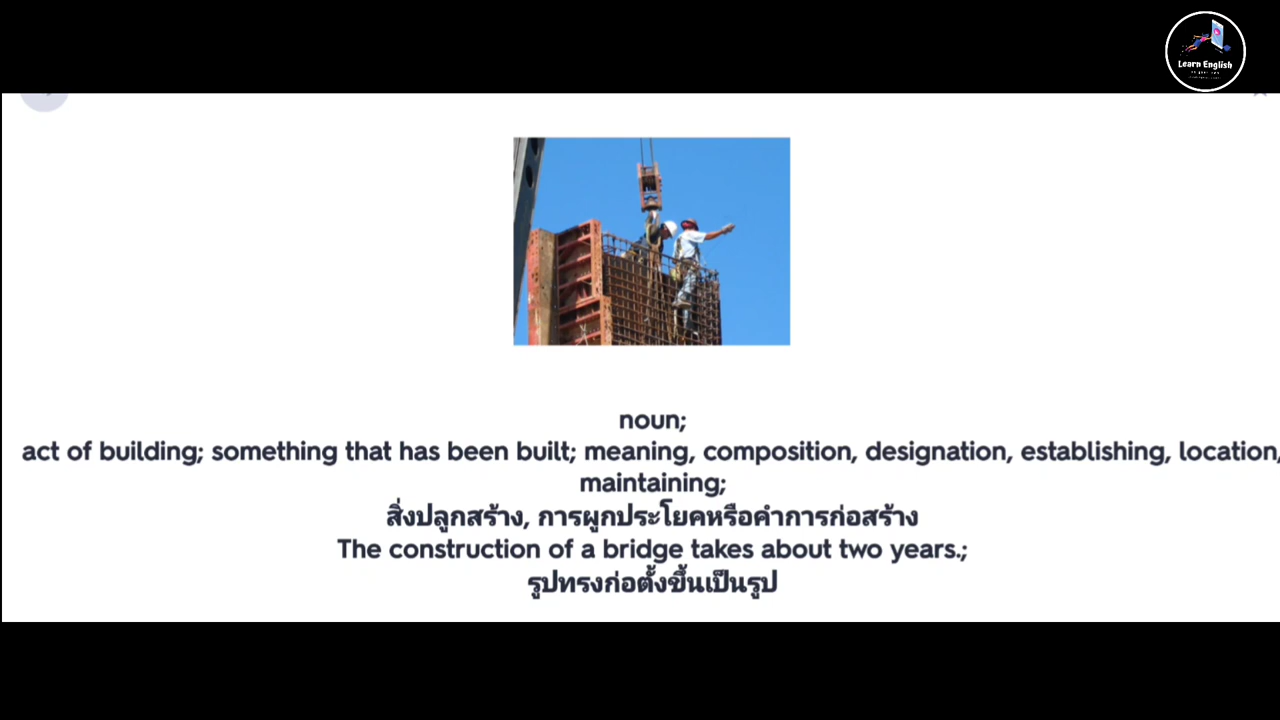 Learn English
noun;
act of building; something that has been built; meaning, composition, designation, establishing, location,
maintaining;
สิ่งปลูกสร้าง, การผูกประโยคหรือคำการก่อสร้าง
The construction of a bridge takes about two years.;
รูปทรงก่อตั้งขึ้นเป็นรูป